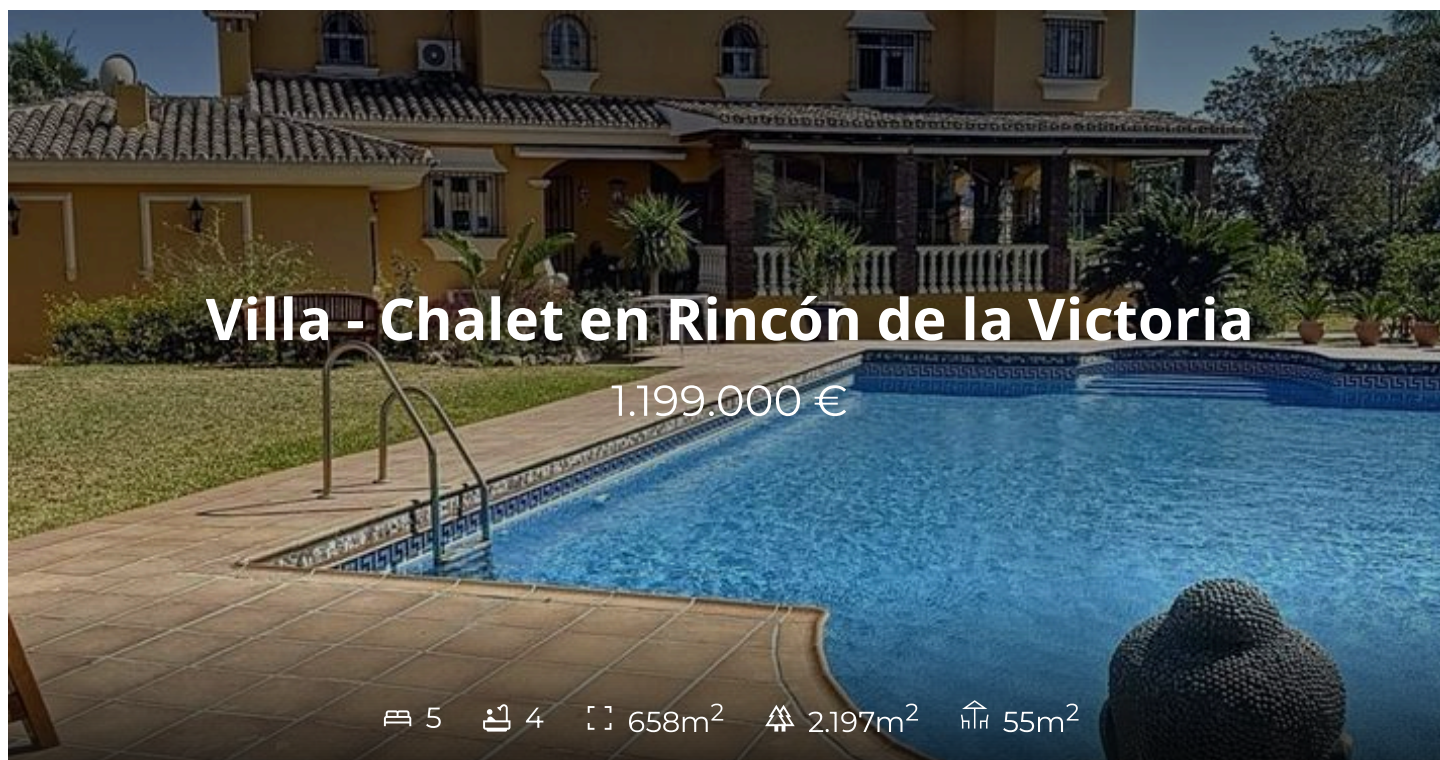 Villa - Chalet en Rincón de la Victoria
1.199.000 €
5 4 658m² 2.197m² 55m²